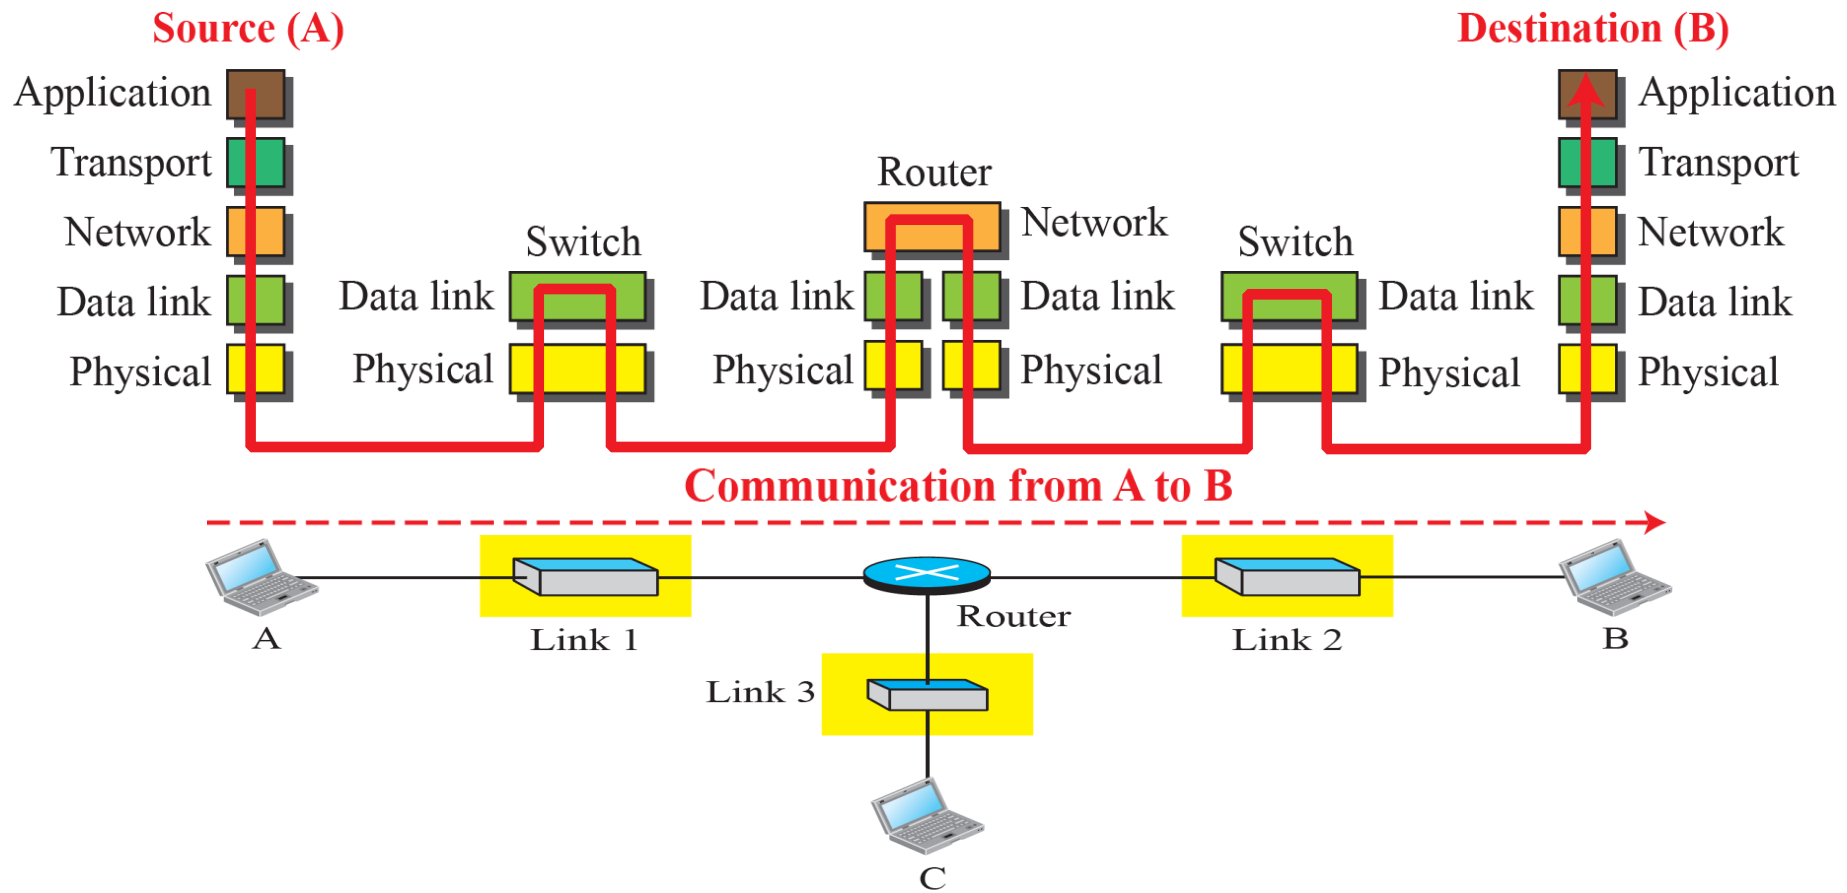 Source (A)
Destination (B)
Application
Application
Transport
Transport
Router
Network
Network
Network
Switch
Switch
Data link
Data link
Data link
Data link
Data link
Data link
Physical
Physical
Physical
Physical
Physical
Physical
Communication from A to B
A
Link 1
Router
Link 2
B
Link 3
C